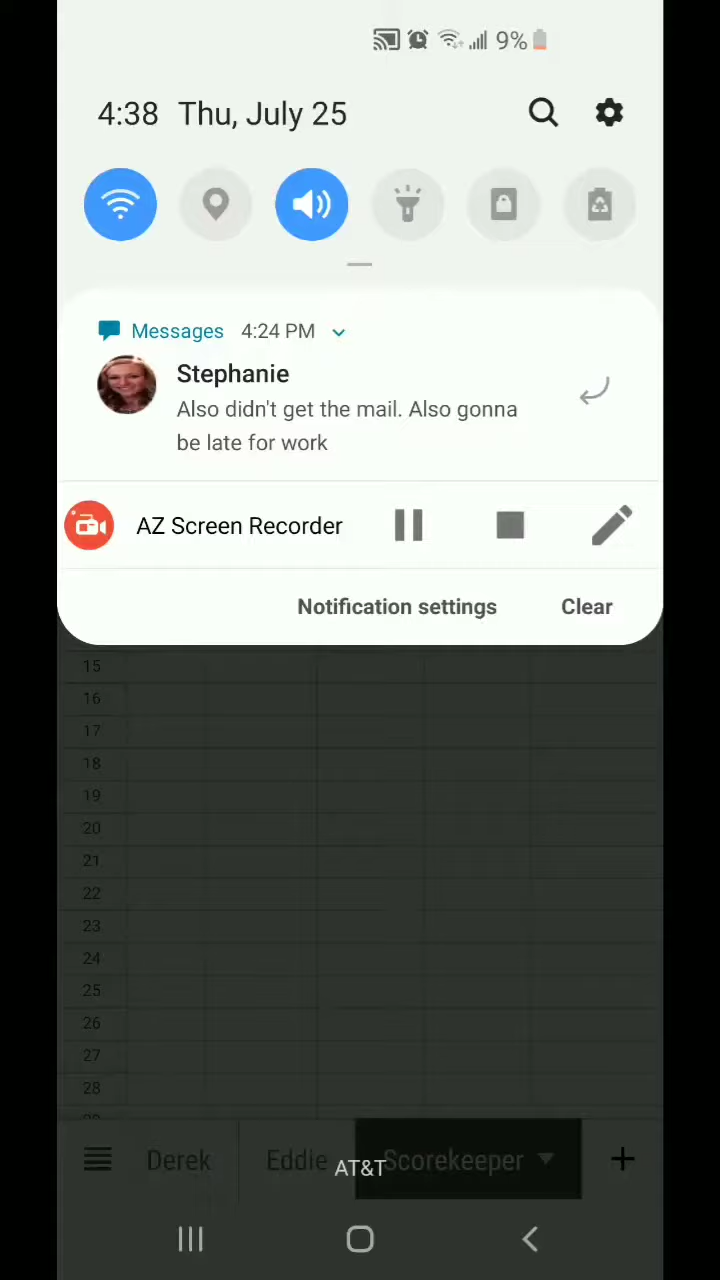 9%
4:38 Thu, July 25
Messages 4:24 PM
Stephanie
Also didn't get the mail. Also gonna
be late for work
AZ Screen Recorder
Notification settings Clear
15
16
17
18
19
20
21
22
23
24
25
26
27
28
Derek Eddie Scorekeeper
AT&T